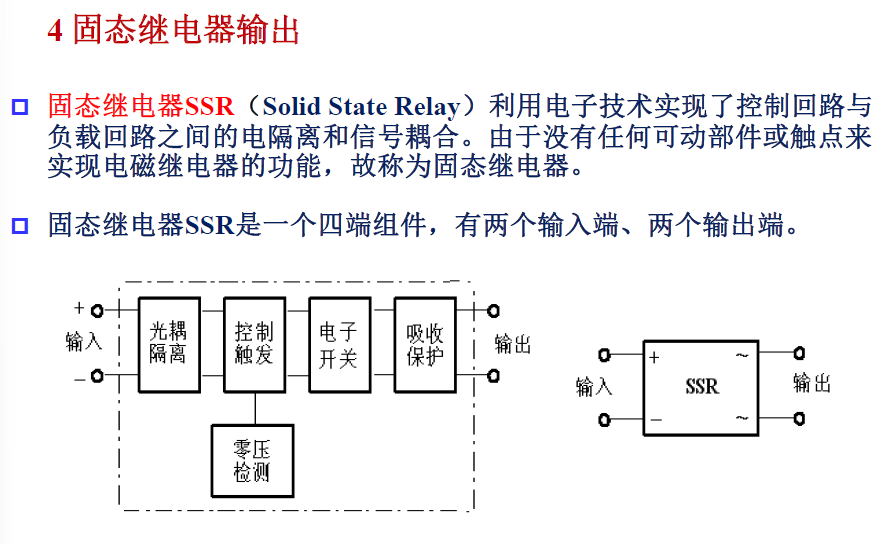 4 固态继电器输出
固态继电器SSR（Solid State Relay）利用电子技术实现了控制回路与
负载回路之间的电隔离和信号耦合。由于没有任何可动部件或触点来
实现电磁继电器的功能，故称为固态继电器。
固态继电器SSR是一个四端组件，有两个输入端、两个输出端。
+
输入
−
光耦
隔离
控制
触发
电子
开关
吸收
保护
输出
零压
检测
输入
+
−
SSR
~
~
输出